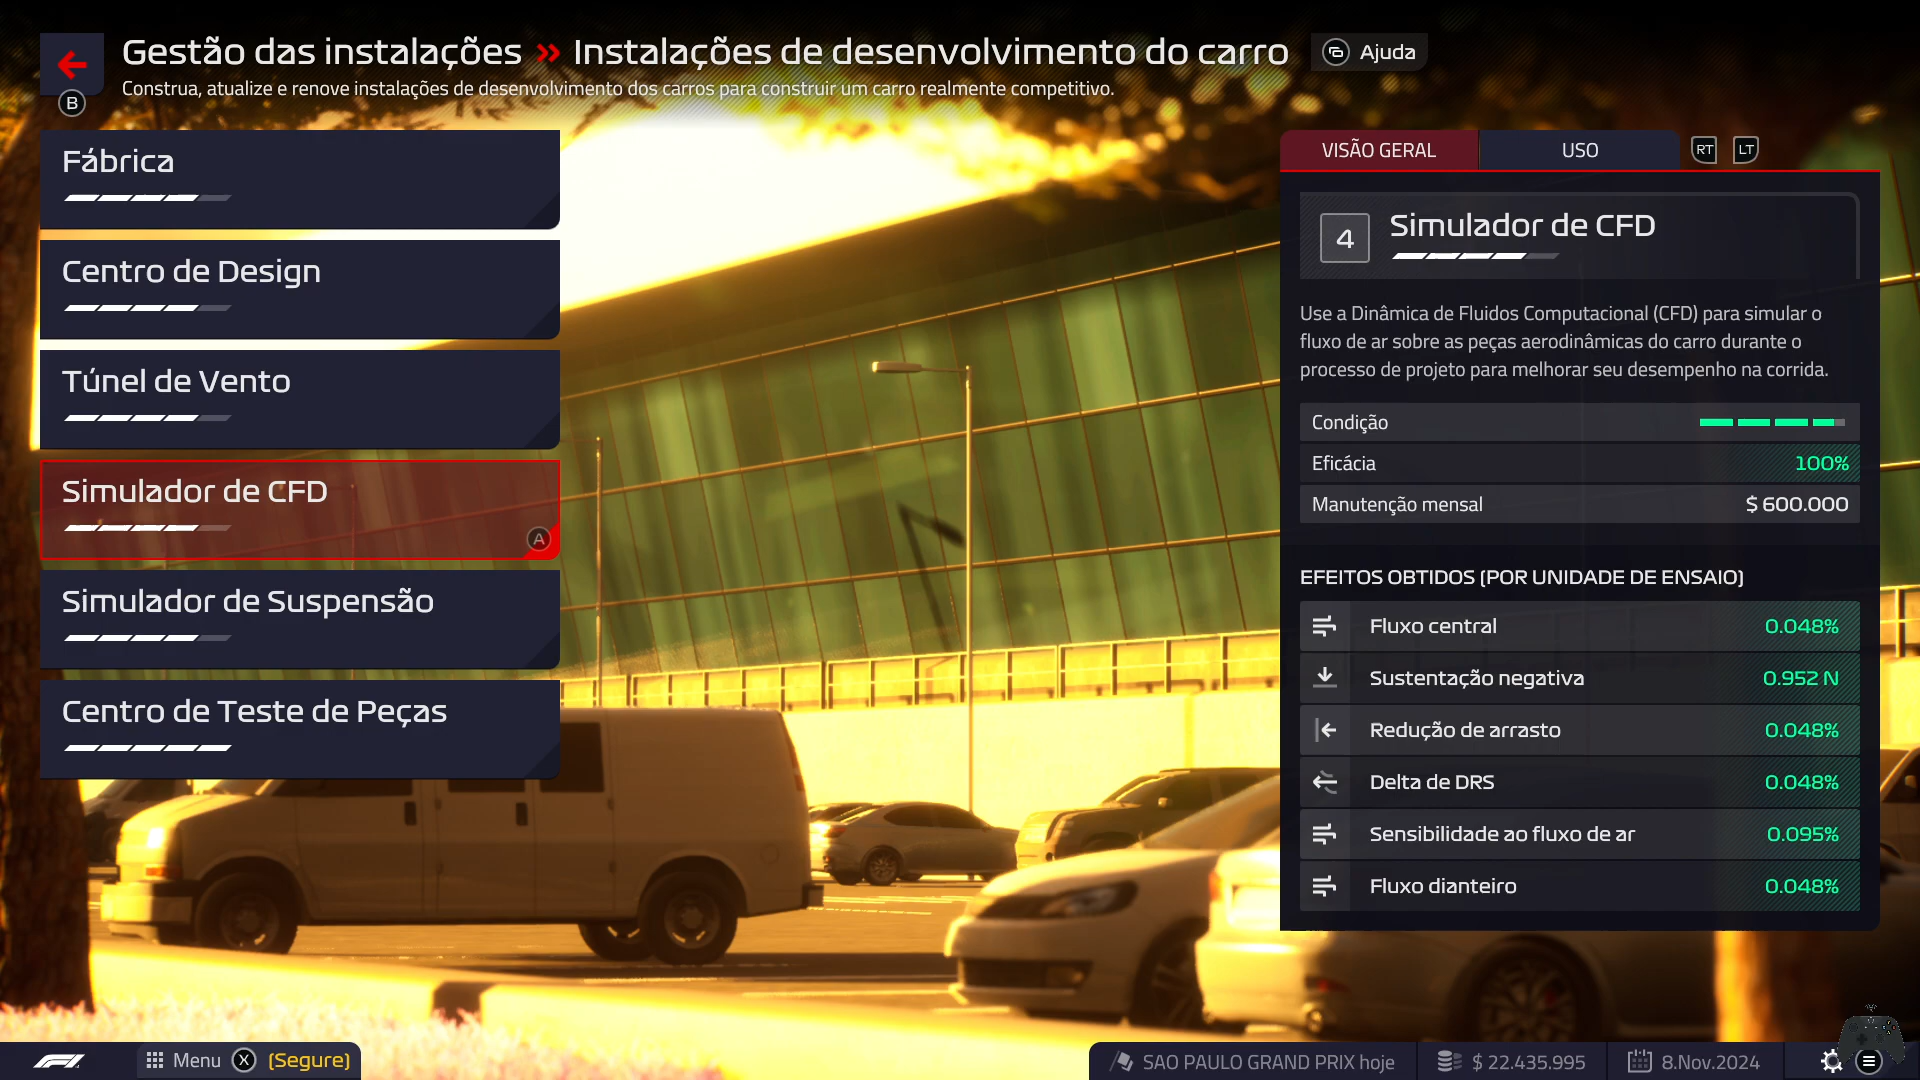 Gestão das instalações » Instalações de desenvolvimento do carro
Ajuda
Construa, atualize e renove instalações de desenvolvimento dos carros para construir um carro realmente competitivo.
B
Fábrica
Centro de Design
Túnel de Vento
Simulador de CFD
A
Simulador de Suspensão
Centro de Teste de Peças
VISÃO GERAL
USO
RT
LT
4
Simulador de CFD
Use a Dinâmica de Fluidos Computacional (CFD) para simular o
fluxo de ar sobre as peças aerodinâmicas do carro durante o
processo de projeto para melhorar seu desempenho na corrida.
Condição
Eficácia 100%
Manutenção mensal $ 600.000
EFEITOS OBTIDOS (POR UNIDADE DE ENSAIO)
Fluxo central 0.048%
Sustentação negativa 0.952 N
Redução de arrasto 0.048%
Delta de DRS 0.048%
Sensibilidade ao fluxo de ar 0.095%
Fluxo dianteiro 0.048%
F1
Menu X (Segure)
SAO PAULO GRAND PRIX hoje
$ 22.435.995
8.Nov.2024